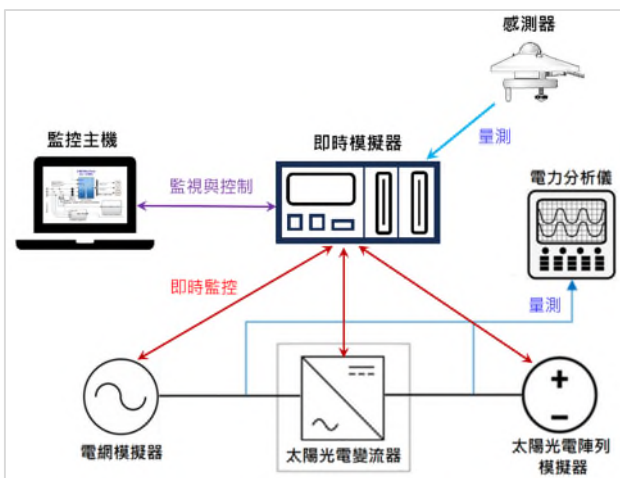 感測器
監控主機
即時模擬器
量測
電力分析儀
監視與控制
即時監控
量測
電網模擬器
太陽光電變流器
太陽光電陣列
模擬器